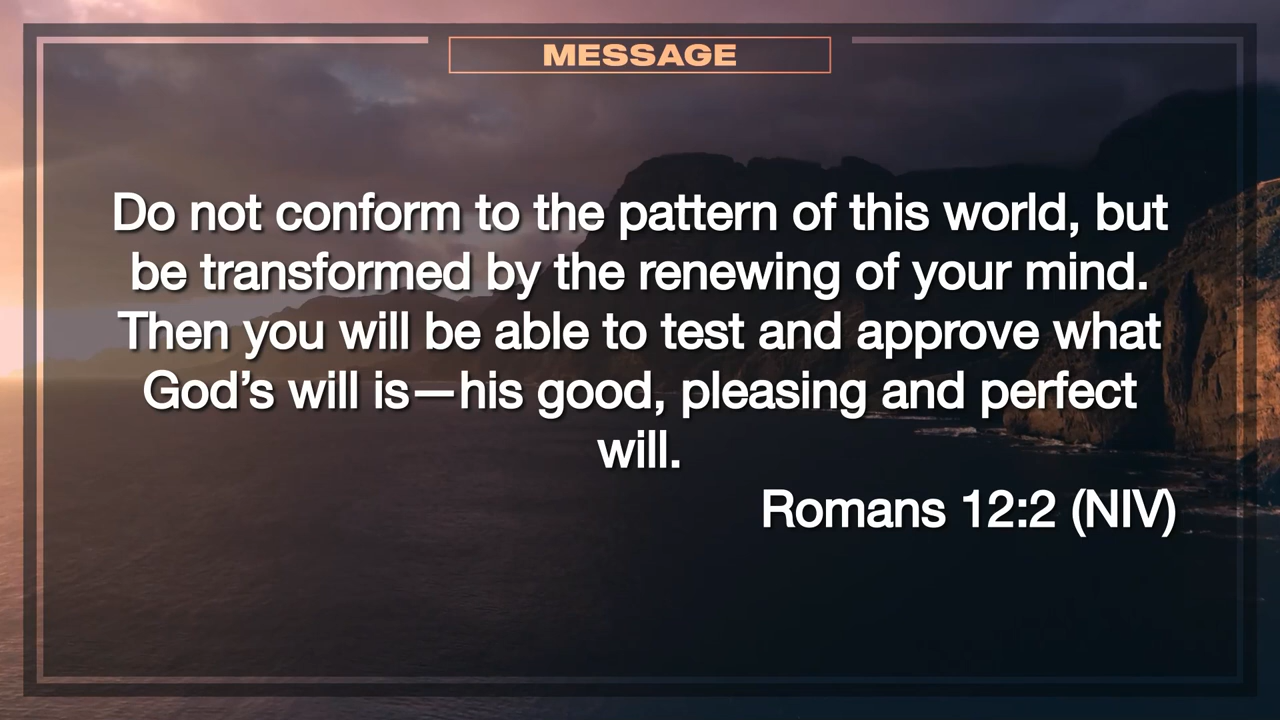 MESSAGE
Do not conform to the pattern of this world, but
be transformed by the renewing of your mind.
Then you will be able to test and approve what
God’s will is—his good, pleasing and perfect
will.
Romans 12:2 (NIV)